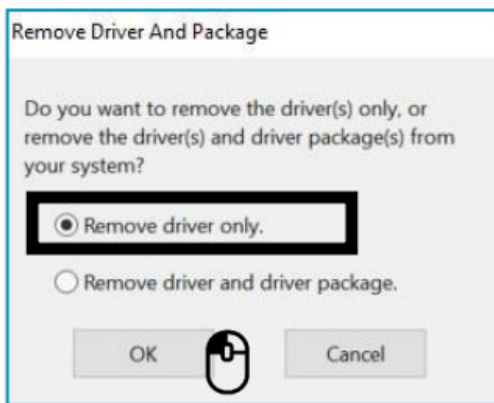 Remove Driver And Package
Do you want to remove the driver(s) only, or
remove the driver(s) and driver package(s) from
your system?
Remove driver only.
Remove driver and driver package.
OK
Cancel